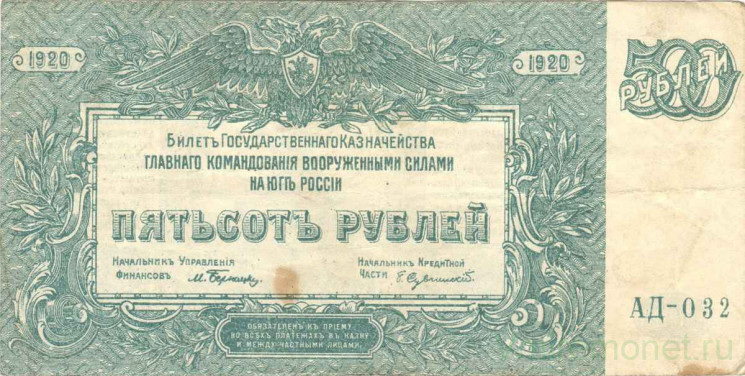 1920
1920
500
РУБЛЕЙ
БИЛЕТЪ ГОСУДАРСТВЕННАГО КАЗНАЧЕЙСТВА
ГЛАВНАГО КОМАНДОВАНІЯ ВООРУЖЕННЫМИ СИЛАМИ
НА ЮГѢ РОССІИ
ПЯТЬСОТЪ РУБЛЕЙ
НАЧАЛЬНИКЪ УПРАВЛЕНІЯ
ФИНАНСОВЪ
НАЧАЛЬНИКЪ КРЕДИТНОЙ
ЧАСТИ
АД-032
ОБЯЗАТЕЛЕНЪ КЪ ПРІЕМУ
ВО ВСѢХЪ ПЛАТЕЖАХЪ ВЪ КАЗНУ
И МЕЖДУ ЧАСТНЫМИ ЛИЦАМИ.